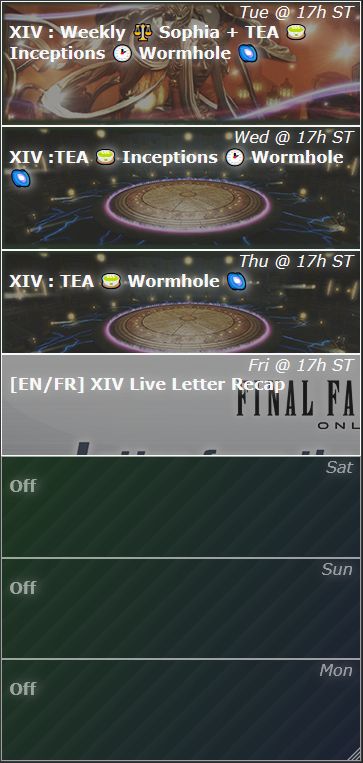 Tue @ 17h ST
XIV : Weekly ⚖️ Sophia + TEA 🍵
Inceptions 🕐 Wormhole 🌀
Wed @ 17h ST
XIV :TEA 🍵 Inceptions 🕐 Wormhole
🌀
Thu @ 17h ST
XIV : TEA 🍵 Wormhole 🌀
Fri @ 17h ST
[EN/FR] XIV Live Letter Recap
FINAL FA
ONL
Sat
Off
Sun
Off
Mon
Off